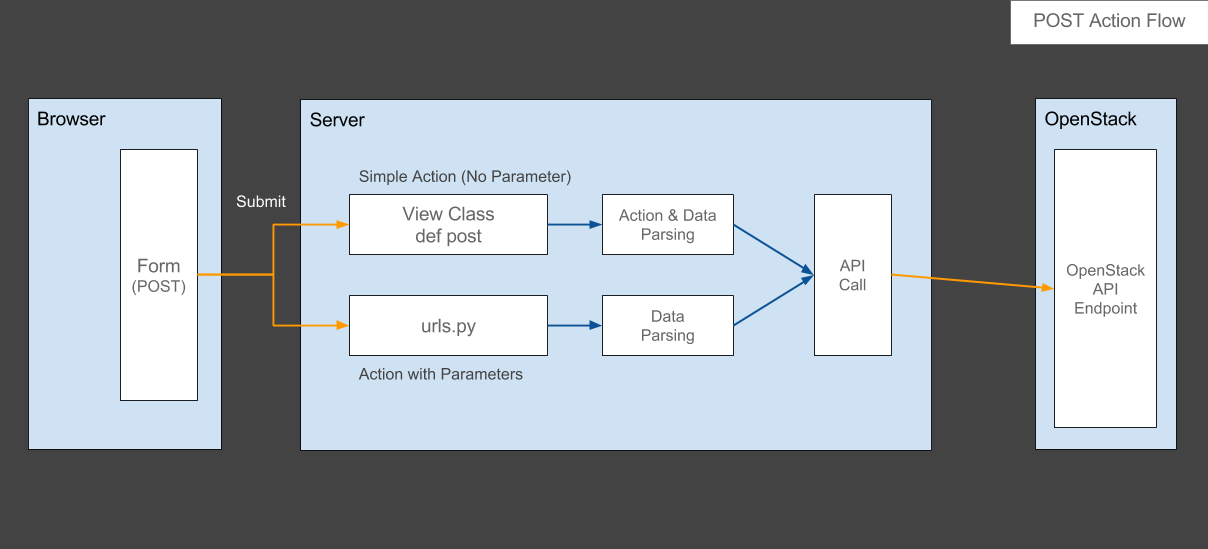 POST Action Flow
Browser
Form
(POST)
Submit
Server
Simple Action (No Parameter)
View Class
def post
Action & Data
Parsing
urls.py
Data
Parsing
Action with Parameters
API
Call
OpenStack
OpenStack
API
Endpoint